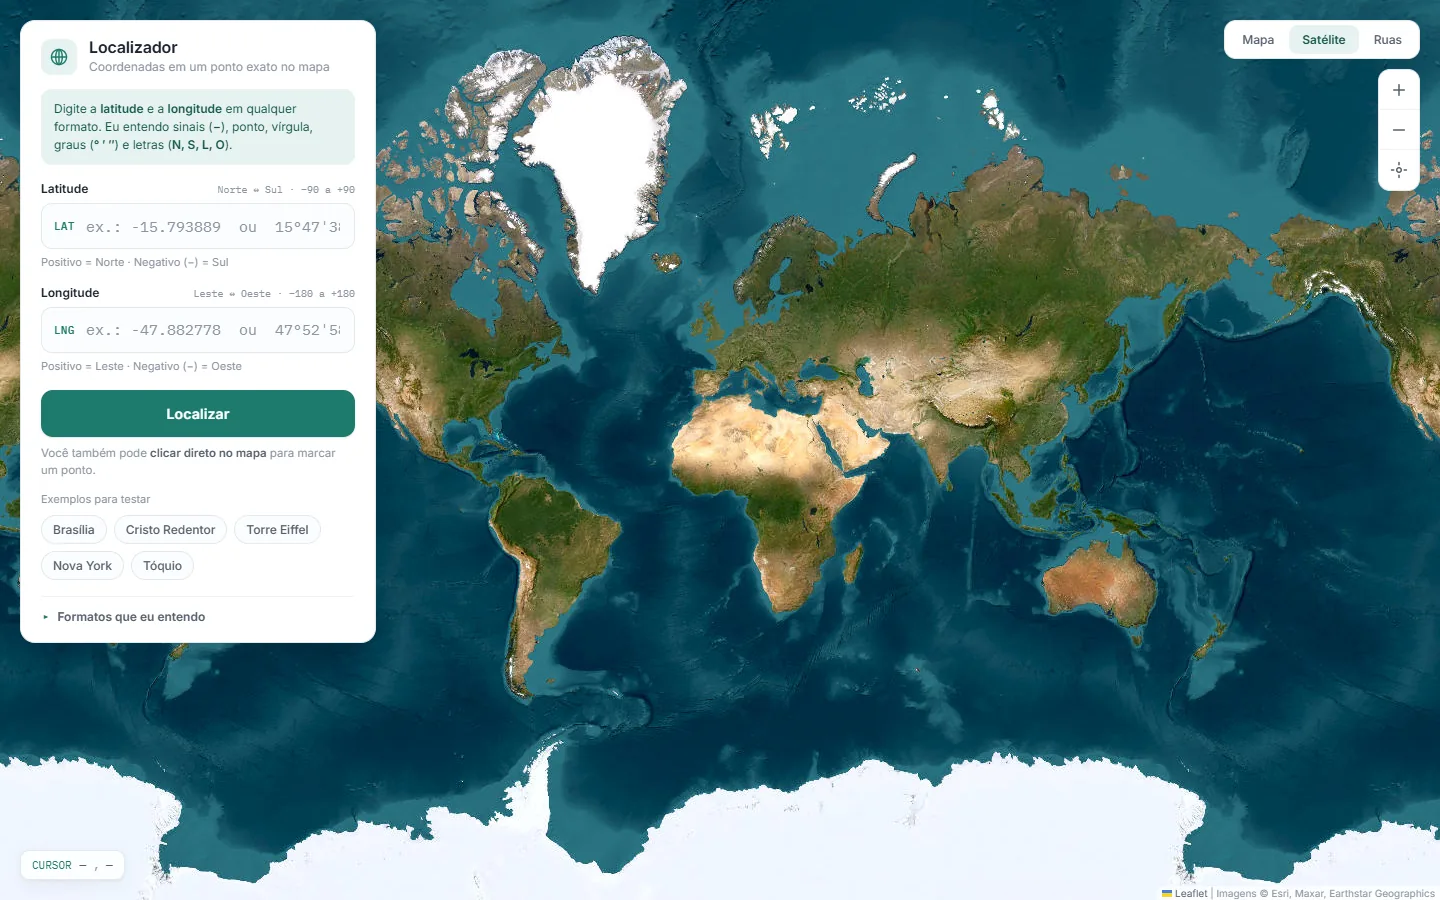 Localizador
Coordenadas em um ponto exato no mapa
Digite a latitude e a longitude em qualquer
formato. Eu entendo sinais (−), ponto, vírgula,
graus (° ′ ″) e letras (N, S, L, O).
Latitude
Norte ↔ Sul · −90 a +90
LAT ex.: -15.793889 ou 15°47'38
Positivo = Norte · Negativo (−) = Sul
Longitude
Leste ↔ Oeste · −180 a +180
LNG ex.: -47.882778 ou 47°52'58
Positivo = Leste · Negativo (−) = Oeste
Localizar
Você também pode clicar direto no mapa para marcar
um ponto.
Exemplos para testar
Brasília
Cristo Redentor
Torre Eiffel
Nova York
Tóquio
▸ Formatos que eu entendo
Mapa
Satélite
Ruas
+
−
CURSOR — , —
Leaflet | Imagens © Esri, Maxar, Earthstar Geographics